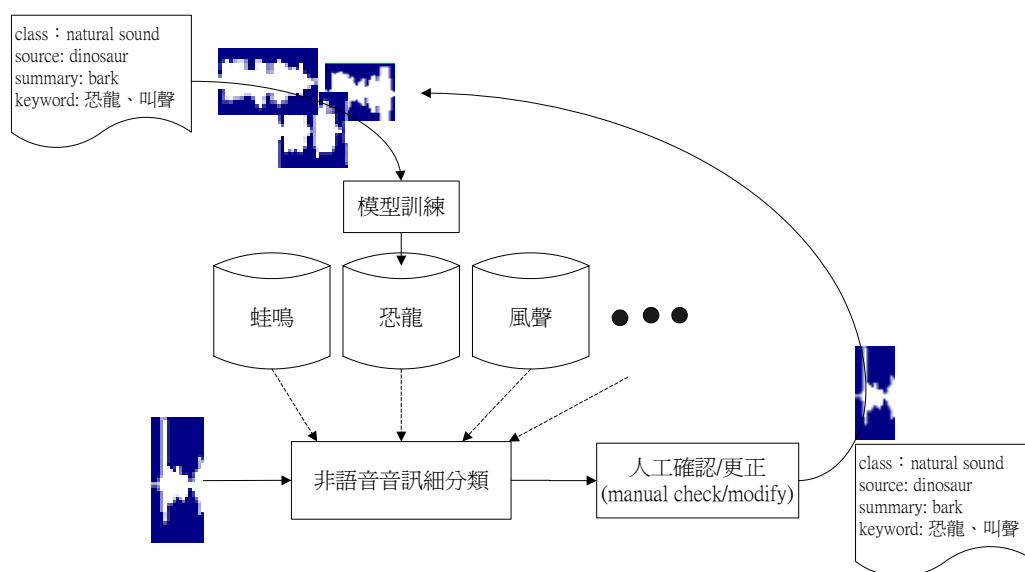 class：natural sound
source: dinosaur
summary: bark
keyword: 恐龍、叫聲
模型訓練
蛙鳴
恐龍
風聲
非語音音訊細分類
人工確認/更正
(manual check/modify)
class：natural sound
source: dinosaur
summary: bark
keyword: 恐龍、叫聲